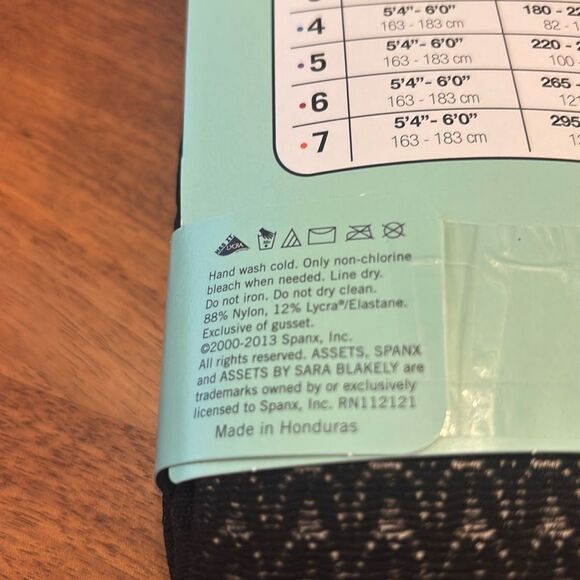 5'4"- 6'0" 180 -
4 163 - 183 cm 82 -
5'4"- 6'0" 220 -
5 163 - 183 cm 100
5'4"- 6'0" 265
6 163 - 183 cm
5'4"- 6'0" 295
7 163 - 183 cm
LYCRA
Hand wash cold. Only non-chlorine
bleach when needed. Line dry.
Do not iron. Do not dry clean.
88% Nylon, 12% Lycra®/Elastane.
Exclusive of gusset.
©2000-2013 Spanx, Inc.
All rights reserved. ASSETS, SPANX
and ASSETS BY SARA BLAKELY are
trademarks owned by or exclusively
licensed to Spanx, Inc. RN112121
Made in Honduras